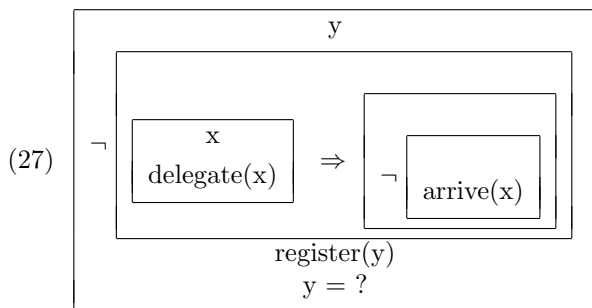 y
x
(27) ¬ delegate(x) ⇒ ¬ arrive(x)
register(y)
y = ?